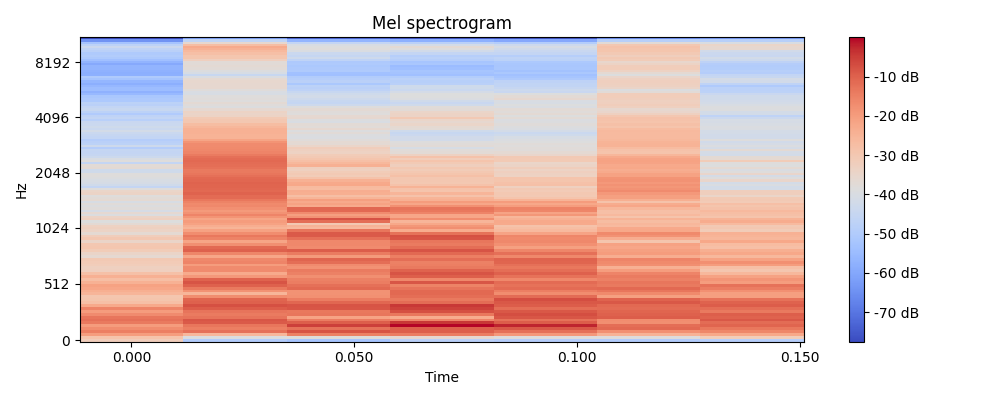 Mel spectrogram
Hz
8192
4096
2048
1024
512
0
0.000
0.050
0.100
0.150
Time
-10 dB
-20 dB
-30 dB
-40 dB
-50 dB
-60 dB
-70 dB